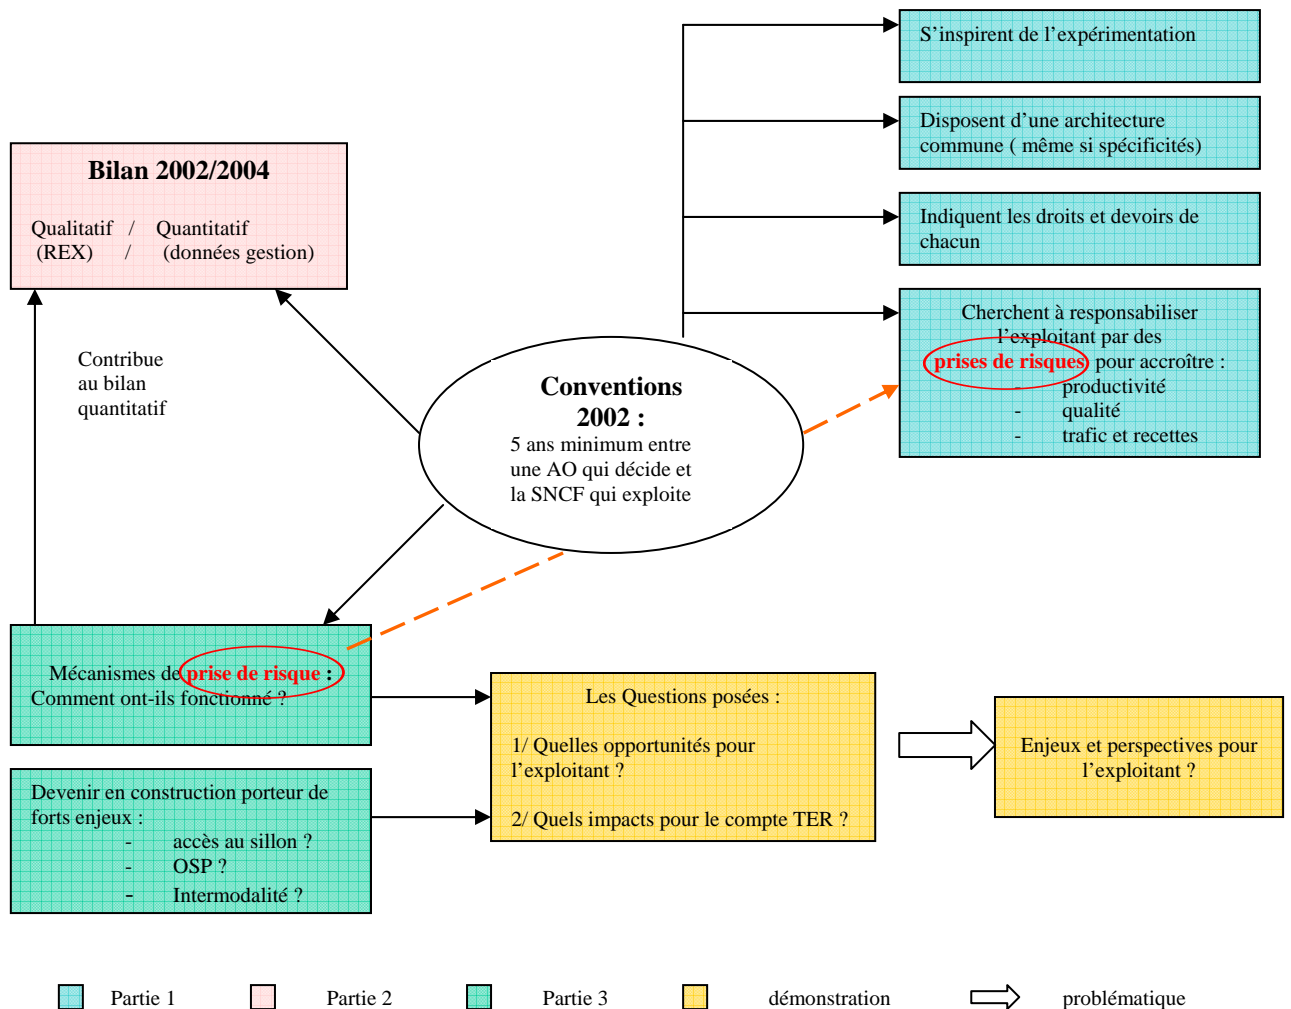 S'inspirent de l'expérimentation
Disposent d'une architecture
commune ( même si spécificités)
Indiquent les droits et devoirs de
chacun
Cherchent à responsabiliser
l'exploitant par des
prises de risques pour accroître :
- productivité
- qualité
- trafic et recettes
Bilan 2002/2004
Qualitatif / Quantitatif
(REX) / (données gestion)
Contribue
au bilan
quantitatif
Conventions
2002 :
5 ans minimum entre
une AO qui décide et
la SNCF qui exploite
Mécanismes de prise de risque :
Comment ont-ils fonctionné ?
Devenir en construction porteur de
forts enjeux :
- accès au sillon ?
- OSP ?
- Intermodalité ?
Les Questions posées :
1/ Quelles opportunités pour
l'exploitant ?
2/ Quels impacts pour le compte TER ?
Enjeux et perspectives pour
l'exploitant ?
Partie 1 Partie 2 Partie 3 démonstration problématique